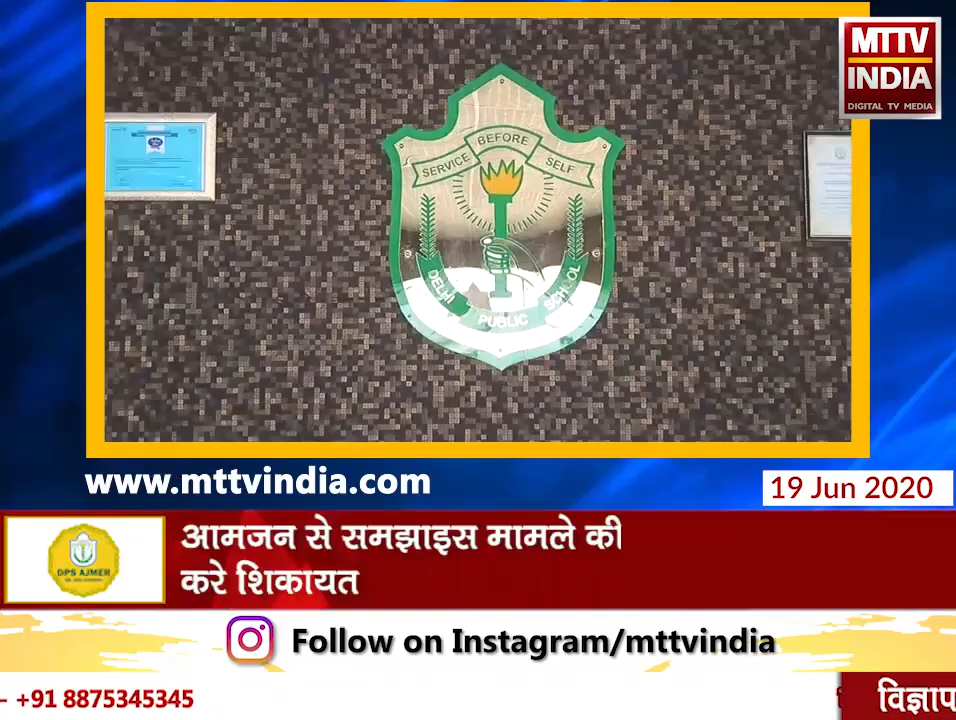 MTTV
INDIA
DIGITAL TV MEDIA
SERVICE BEFORE SELF
DELHI PUBLIC SCHOOL
www.mttvindia.com
19 Jun 2020
आमजन से समझाइस मामले की
करे शिकायत
DPS AJMER
Follow on Instagram/mttvindia
- +91 8875345345
विज्ञाप